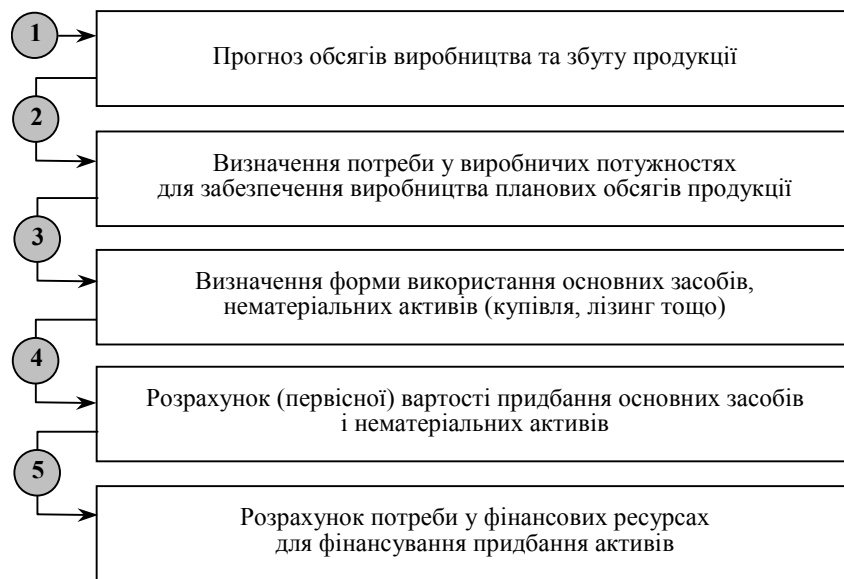 1
Прогноз обсягів виробництва та збуту продукції
2
Визначення потреби у виробничих потужностях
для забезпечення виробництва планових обсягів продукції
3
Визначення форми використання основних засобів,
нематеріальних активів (купівля, лізинг тощо)
4
Розрахунок (первісної) вартості придбання основних засобів
і нематеріальних активів
5
Розрахунок потреби у фінансових ресурсах
для фінансування придбання активів